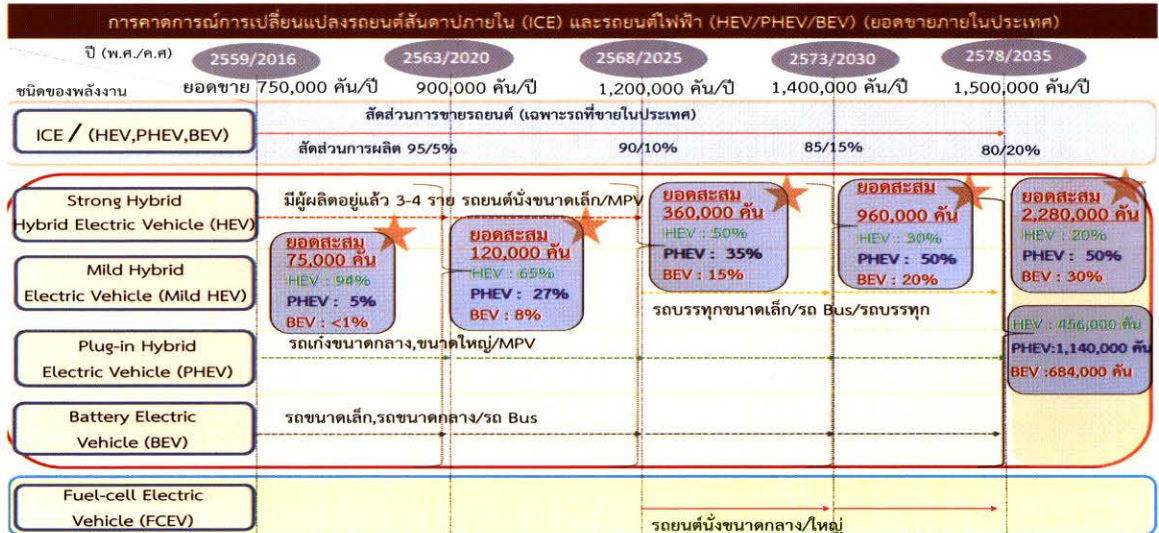 การคาดการณ์การเปลี่ยนแปลงรถยนต์สันดาปภายใน (ICE) และรถยนต์ไฟฟ้า (HEV/PHEV/BEV) (ยอดขายภายในประเทศ)
ปี (พ.ศ./ค.ศ)
2559/2016
2563/2020
2568/2025
2573/2030
2578/2035
ชนิดของพลังงาน
ยอดขาย 750,000 คัน/ปี
900,000 คัน/ปี
1,200,000 คัน/ปี
1,400,000 คัน/ปี
1,500,000 คัน/ปี
ICE / (HEV,PHEV,BEV)
สัดส่วนการขายรถยนต์ (เฉพาะรถที่ขายในประเทศ)
สัดส่วนการผลิต 95/5%
90/10%
85/15%
80/20%
Strong Hybrid
Hybrid Electric Vehicle (HEV)
มีผู้ผลิตอยู่แล้ว 3-4 ราย รถยนต์นั่งขนาดเล็ก/MPV
ยอดสะสม
75,000 คัน
HEV : 94%
PHEV : 5%
BEV : <1%
ยอดสะสม
120,000 คัน
HEV : 65%
PHEV : 27%
BEV : 8%
ยอดสะสม
360,000 คัน
HEV : 50%
PHEV : 35%
BEV : 15%
ยอดสะสม
960,000 คัน
HEV : 30%
PHEV : 50%
BEV : 20%
ยอดสะสม
2,280,000 คัน
HEV : 20%
PHEV : 50%
BEV : 30%
HEV : 456,000 คัน
PHEV:1,140,000 คัน
BEV :684,000 คัน
Mild Hybrid
Electric Vehicle (Mild HEV)
รถบรรทุกขนาดเล็ก/รถ Bus/รถบรรทุก
Plug-in Hybrid
Electric Vehicle (PHEV)
รถเก๋งขนาดกลาง,ขนาดใหญ่/MPV
Battery Electric
Vehicle (BEV)
รถขนาดเล็ก,รถขนาดกลาง/รถ Bus
Fuel-cell Electric
Vehicle (FCEV)
รถยนต์นั่งขนาดกลาง/ใหญ่